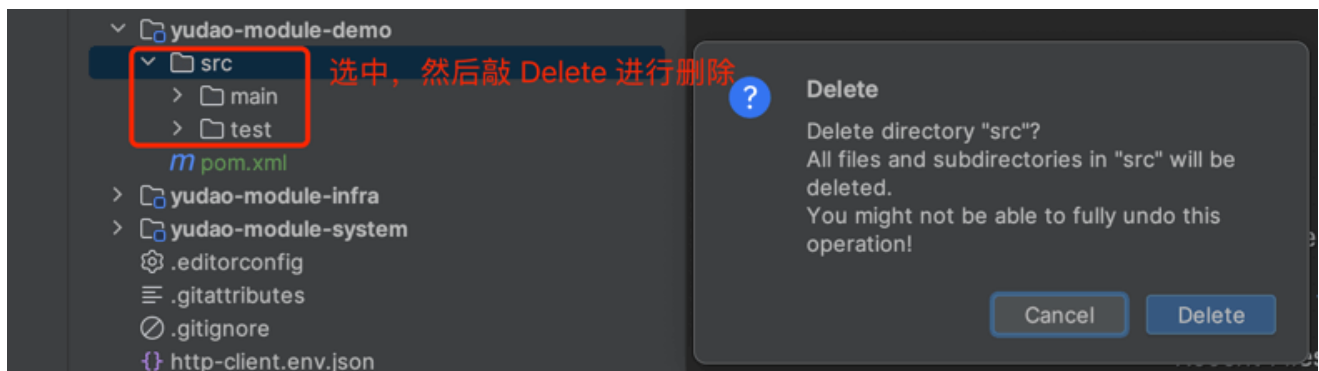 yudao-module-demo
src
选中，然后敲 Delete 进行删除
main
test
m pom.xml
yudao-module-infra
yudao-module-system
.editorconfig
.gitattributes
.gitignore
{} http-client.env.json
?
Delete
Delete directory "src"?
All files and subdirectories in "src" will be
deleted.
You might not be able to fully undo this
operation!
Cancel
Delete